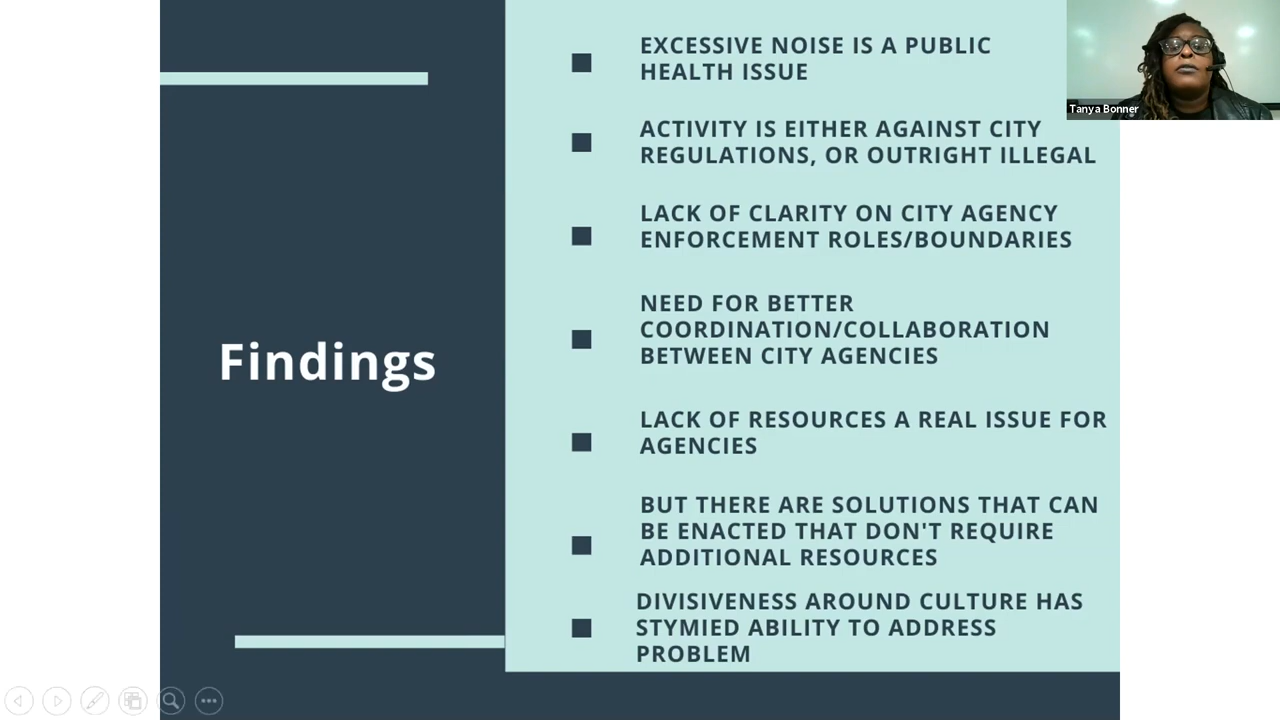 EXCESSIVE NOISE IS A PUBLIC
HEALTH ISSUE
Tanya Bonner
ACTIVITY IS EITHER AGAINST CITY
REGULATIONS, OR OUTRIGHT ILLEGAL
LACK OF CLARITY ON CITY AGENCY
ENFORCEMENT ROLES/BOUNDARIES
NEED FOR BETTER
COORDINATION/COLLABORATION
BETWEEN CITY AGENCIES
Findings
LACK OF RESOURCES A REAL ISSUE FOR
AGENCIES
BUT THERE ARE SOLUTIONS THAT CAN
BE ENACTED THAT DON'T REQUIRE
ADDITIONAL RESOURCES
DIVISIVENESS AROUND CULTURE HAS
STYMIED ABILITY TO ADDRESS
PROBLEM